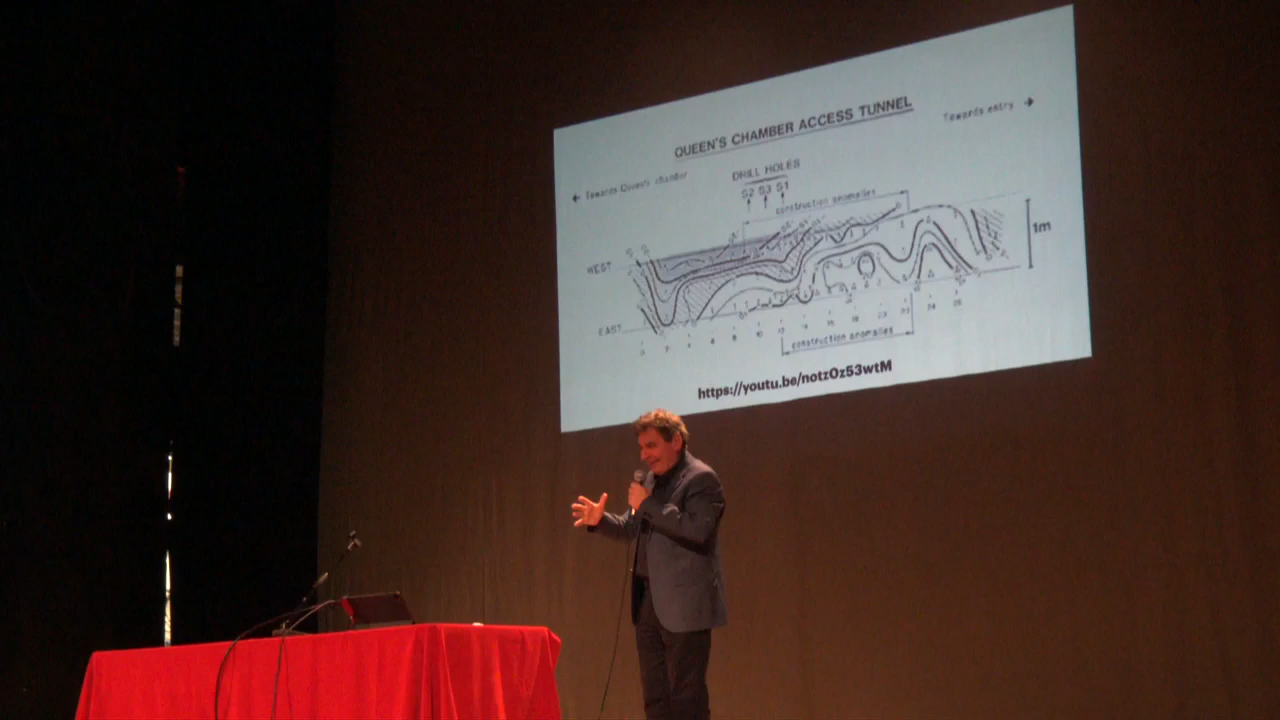 QUEEN'S CHAMBER ACCESS TUNNEL
Towards entry →
← Towards Queen's chamber
DRILL HOLES
S2 S3 S1
construction anomalies
WEST
1m
EAST
construction anomalies
https://youtu.be/notzOz53wtM